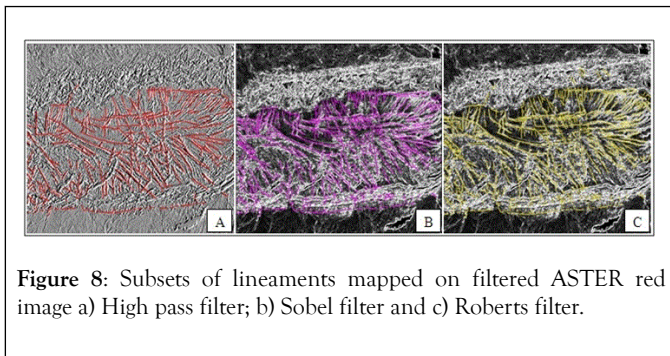 A B C
Figure 8: Subsets of lineaments mapped on filtered ASTER red
image a) High pass filter; b) Sobel filter and c) Roberts filter.